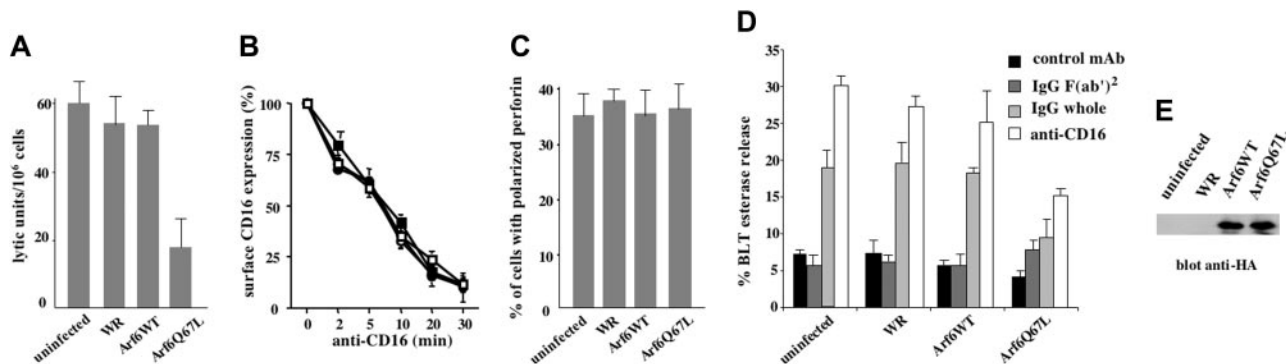 A
lytic units/10⁶ cells
60
40
20
0
uninfected
WR
Arf6WT
Arf6Q67L
B
surface CD16 expression (%)
100
75
50
25
0
0 2 5 10 20 30
anti-CD16 (min)
C
% of cells with polarized perforin
40
30
20
10
0
uninfected
WR
Arf6WT
Arf6Q67L
D
% BLT esterase release
35
30
25
20
15
10
5
0
control mAb
IgG F(ab')²
IgG whole
anti-CD16
uninfected
WR
Arf6WT
Arf6Q67L
E
uninfected
WR
Arf6WT
Arf6Q67L
blot anti-HA